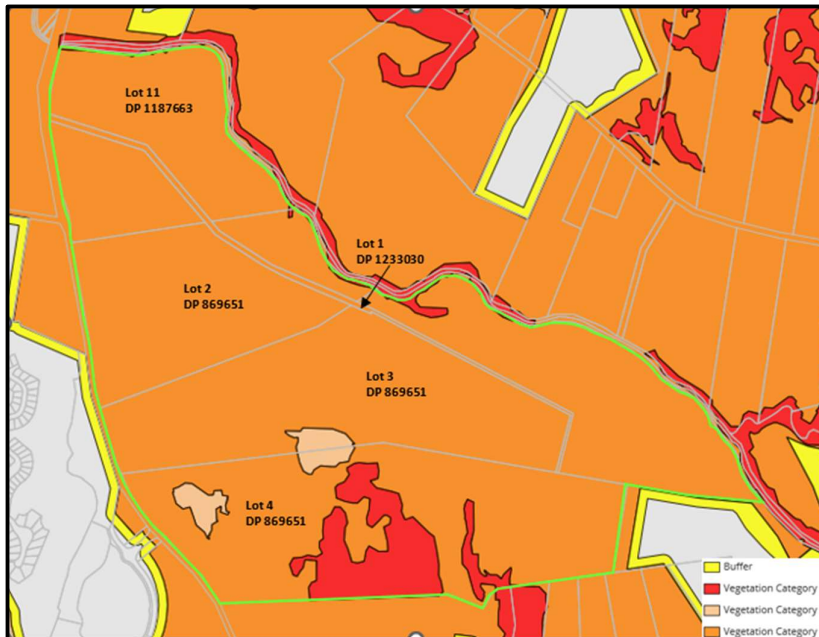 Lot 11
DP 1187663
Lot 1
DP 1233030
Lot 2
DP 869651
Lot 3
DP 869651
Lot 4
DP 869651
Buffer
Vegetation Category
Vegetation Category
Vegetation Category